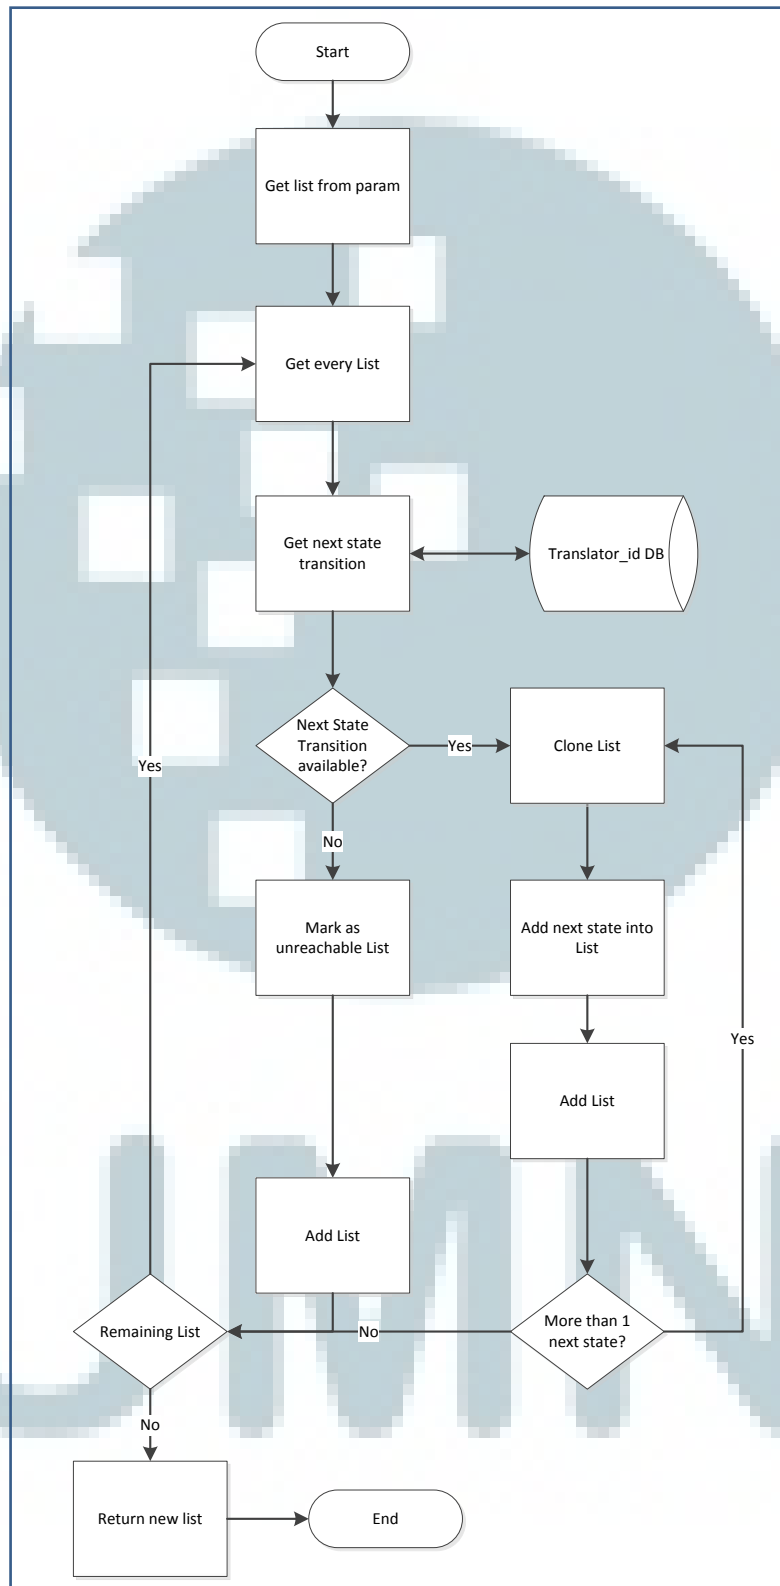 Start
Get list from param
Get every List
Get next state
transition
Translator_id DB
Next State
Transition
available?
Yes
Clone List
Yes
No
Mark as
unreachable List
Add next state into
List
Yes
Add List
Add List
Remaining List
No
More than 1
next state?
No
Return new list
End
UMN